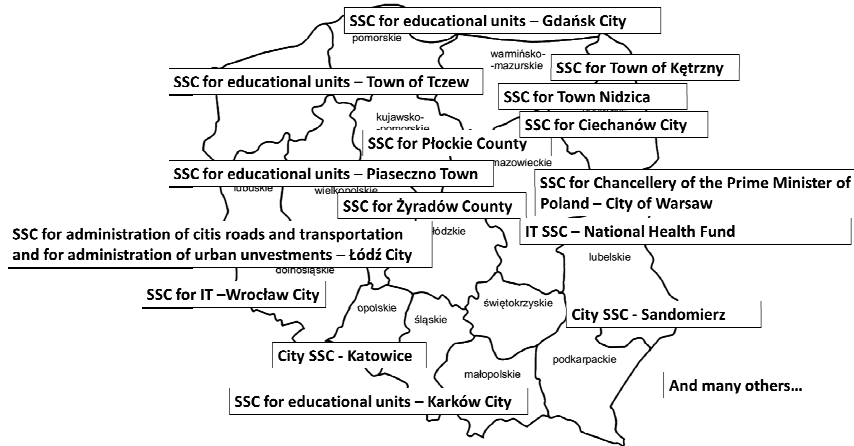 SSC for educational units – Gdańsk City
pomorskie
warmińsko-
-mazurskie
SSC for Town of Kętrzny
SSC for educational units – Town of Tczew
SSC for Town Nidzica
kujawsko-
-pomorskie
SSC for Ciechanów City
SSC for Płockie County
mazowieckie
SSC for educational units – Piaseczno Town
lubuskie
wielkopolskie
SSC for Chancellery of the Prime Minister of
Poland – City of Warsaw
SSC for Żyradów County
IT SSC – National Health Fund
łódzkie
SSC for administration of citis roads and transportation
and for administration of urban unvestments – Łódź City
lubelskie
dolnośląskie
SSC for IT –Wrocław City
opolskie
śląskie
świętokrzyskie
City SSC - Sandomierz
City SSC - Katowice
małopolskie
podkarpackie
And many others...
SSC for educational units – Karków City